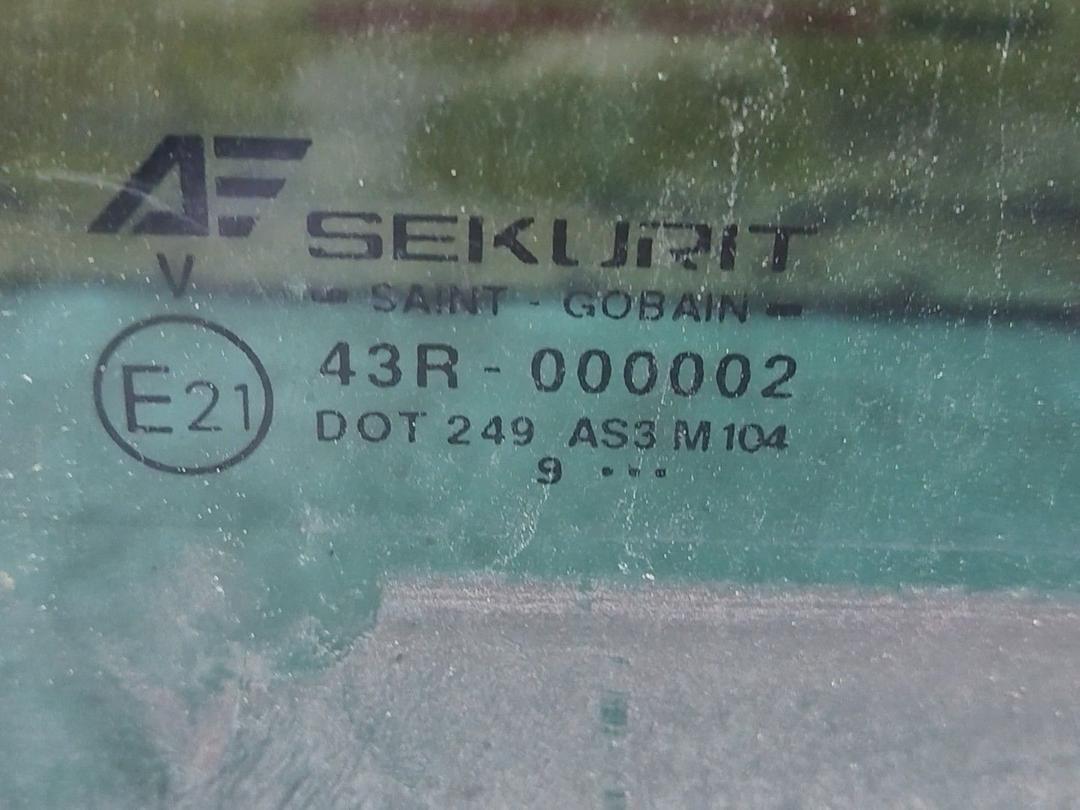 AF SEKURIT
V
SAINT - GOBAIN
E21 43R - 000002
DOT 249 AS3 M104
9 ...